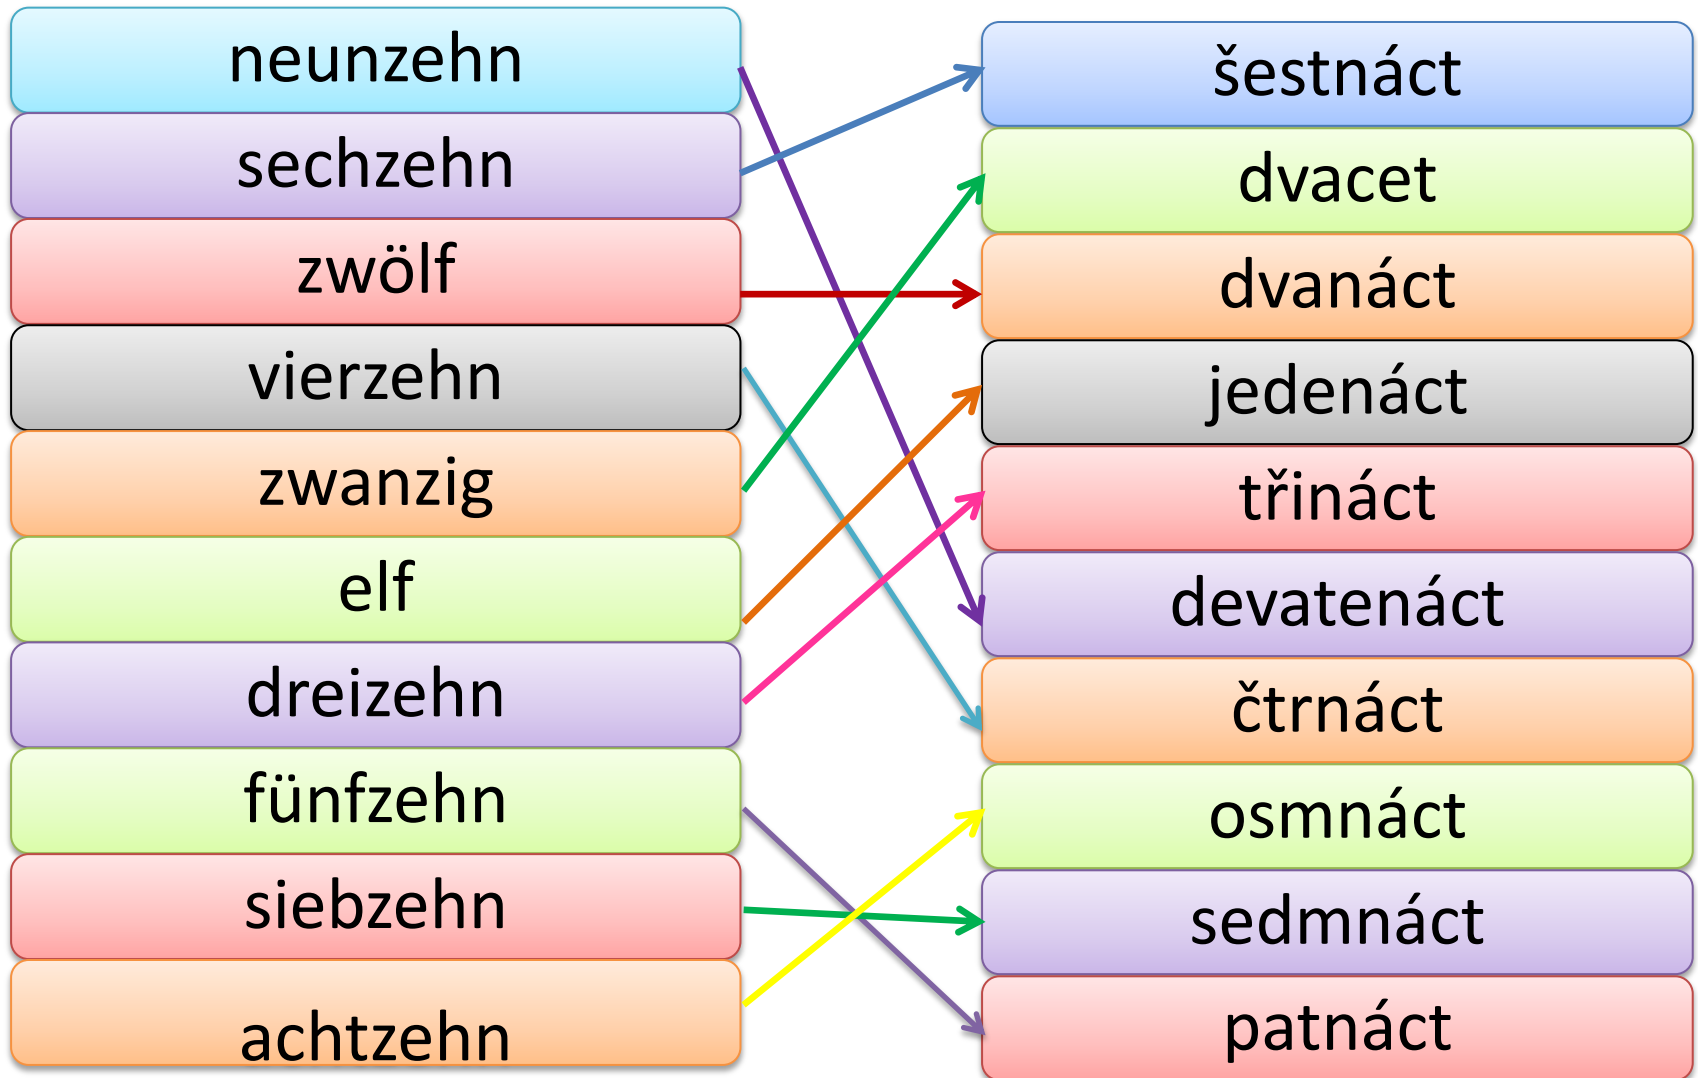 neunzehn
sechzehn
zwölf
vierzehn
zwanzig
elf
dreizehn
fünfzehn
siebzehn
achtzehn
šestnáct
dvacet
dvanáct
jedenáct
třináct
devatenáct
čtrnáct
osmnáct
sedmnáct
patnáct